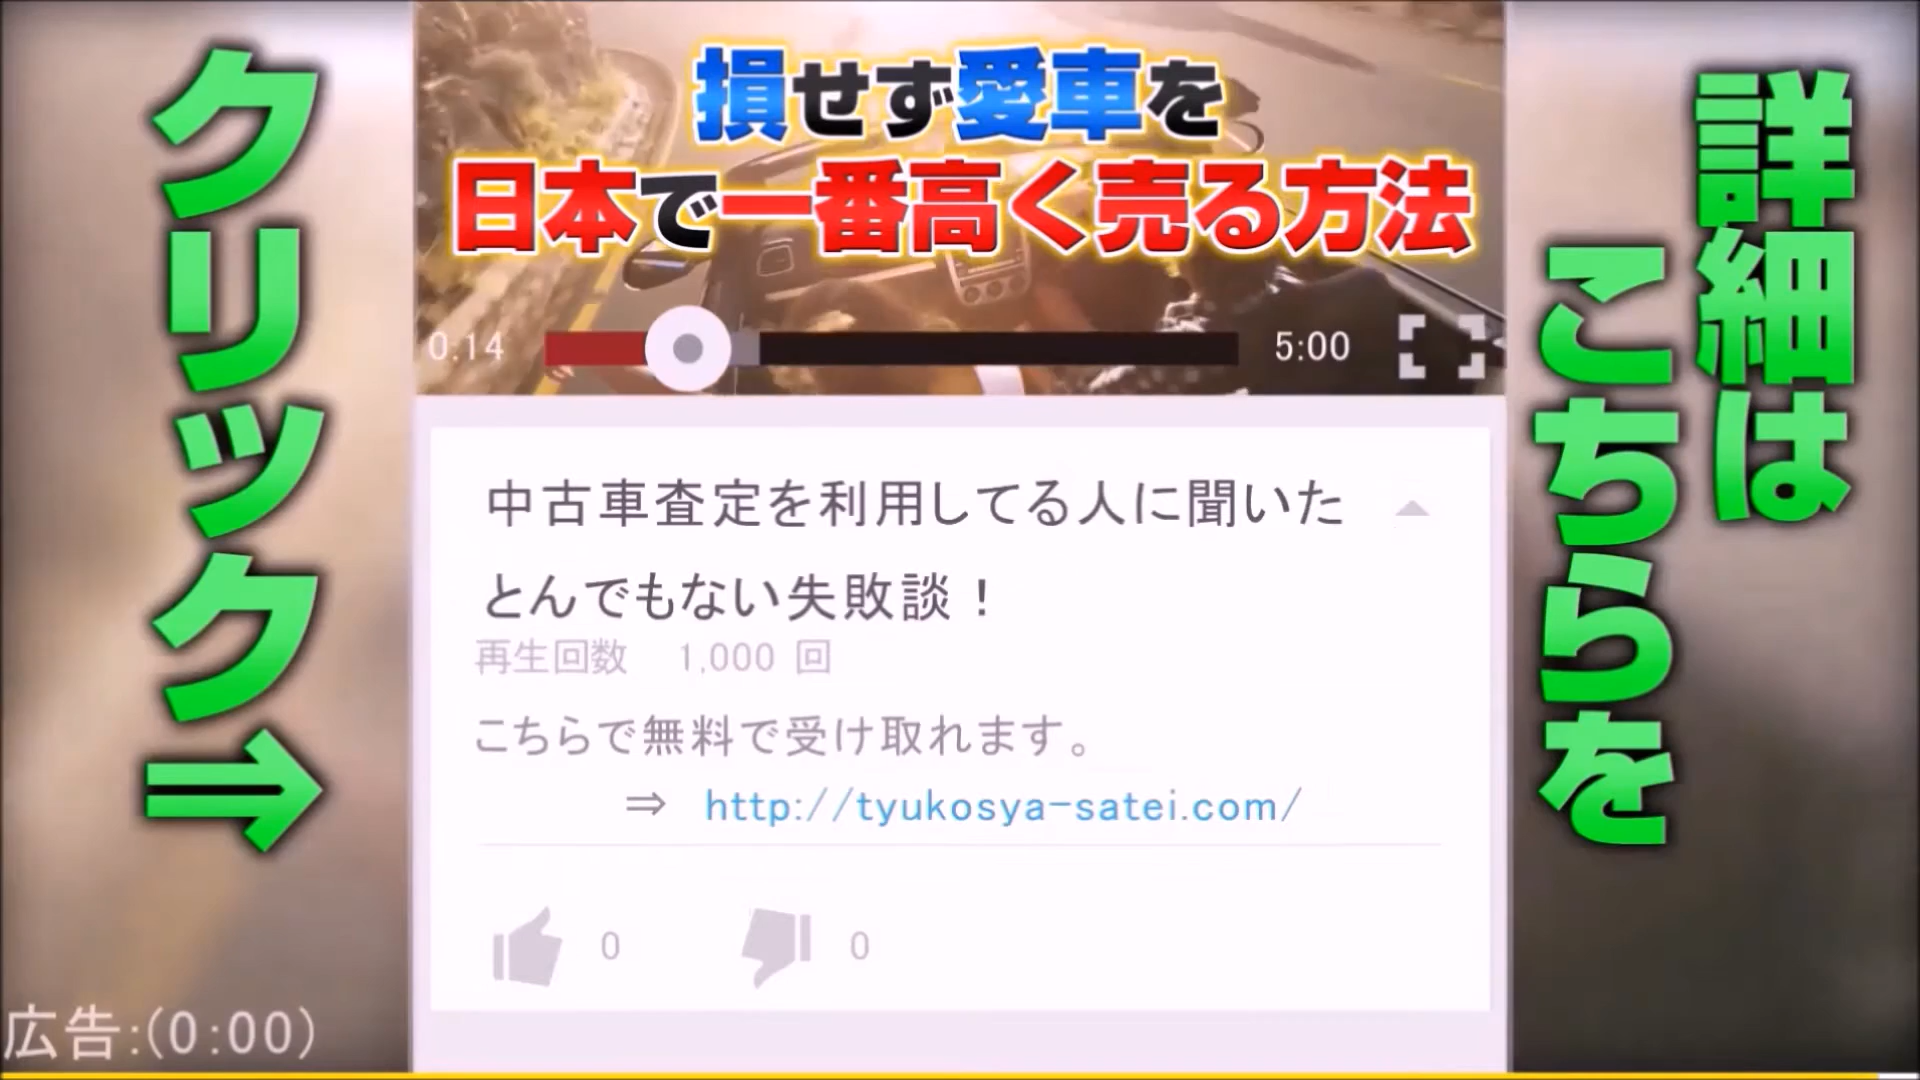 損せず愛車を
日本で一番高く売る方法
0:14
5:00
詳細は
こちらを
クリック⇒
中古車査定を利用してる人に聞いた
とんでもない失敗談！
再生回数 1,000 回
こちらで無料で受け取れます。
⇒ http://tyukosya-satei.com/
0
0
広告:(0:00)